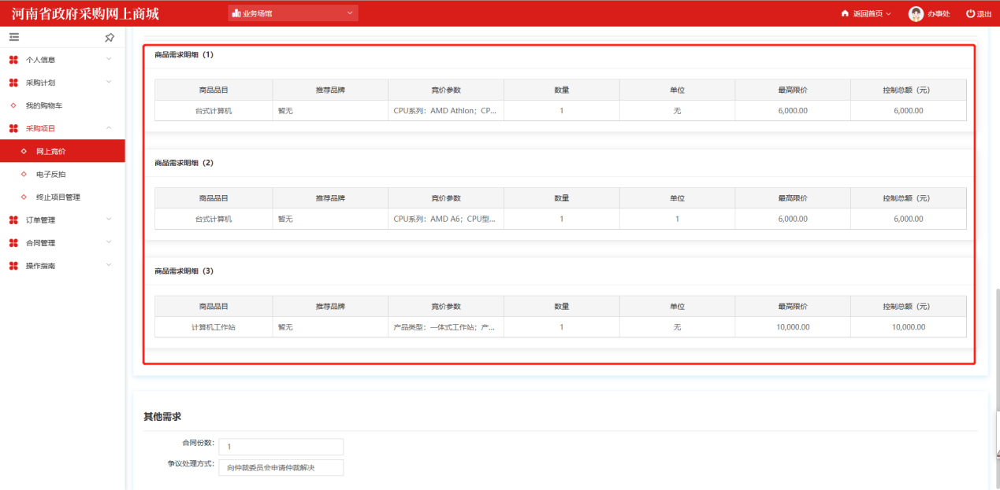 河南省政府采购网上商城 业务场馆 返回首页 办事处 退出
个人信息
采购计划
我的购物车
采购项目
网上竞价
电子反拍
终止项目管理
订单管理
合同管理
操作指南
商品需求明细（1）
商品品目 推荐品牌 竞价参数 数量 单位 最高限价 控制总额（元）
台式计算机 暂无 CPU系列：AMD Athlon；CP... 1 无 6,000.00 6,000.00
商品需求明细（2）
商品品目 推荐品牌 竞价参数 数量 单位 最高限价 控制总额（元）
台式计算机 暂无 CPU系列：AMD A6；CPU型... 1 1 6,000.00 6,000.00
商品需求明细（3）
商品品目 推荐品牌 竞价参数 数量 单位 最高限价 控制总额（元）
计算机工作站 暂无 产品类型：一体式工作站；产... 1 无 10,000.00 10,000.00
其他需求
合同份数： 1
争议处理方式： 向仲裁委员会申请仲裁解决